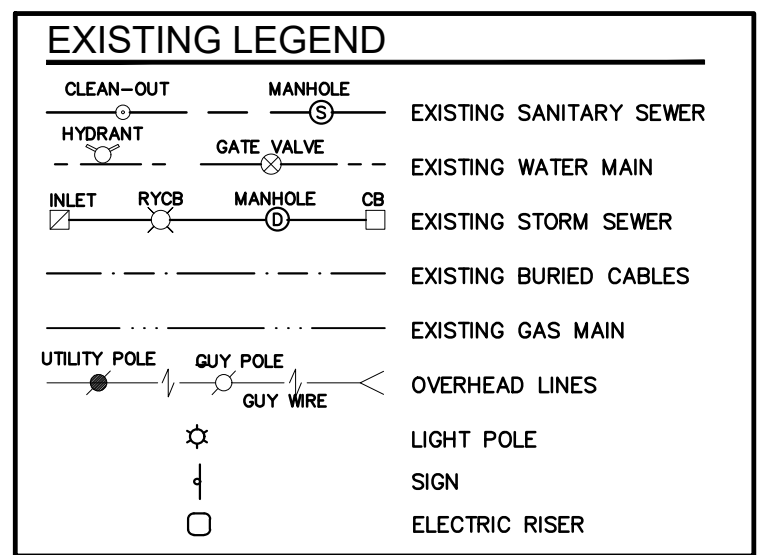 EXISTING LEGEND
CLEAN-OUT MANHOLE
S EXISTING SANITARY SEWER
HYDRANT GATE VALVE
EXISTING WATER MAIN
INLET RYCB MANHOLE CB
D EXISTING STORM SEWER
EXISTING BURIED CABLES
EXISTING GAS MAIN
UTILITY POLE GUY POLE
OVERHEAD LINES
GUY WIRE
LIGHT POLE
SIGN
ELECTRIC RISER